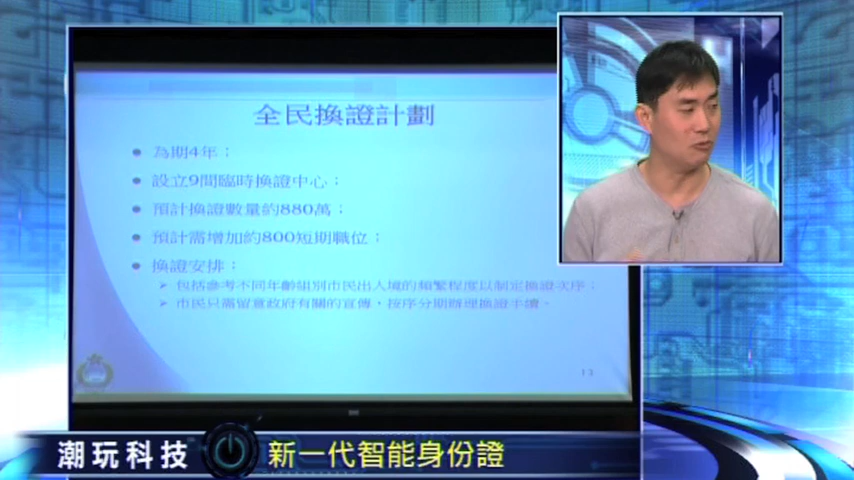 全民換證計劃
• 為期4年；
• 設立9間臨時換證中心；
• 預計換證數量約880萬；
• 預計需增加約800短期職位；
• 換證安排：
➢ 包括參考不同年齡組別市民出入境的頻繁程度以制定換證次序；
➢ 市民只需留意政府有關的宣傳，按序分期辦理換證手續。
13
潮玩科技
新一代智能身份證